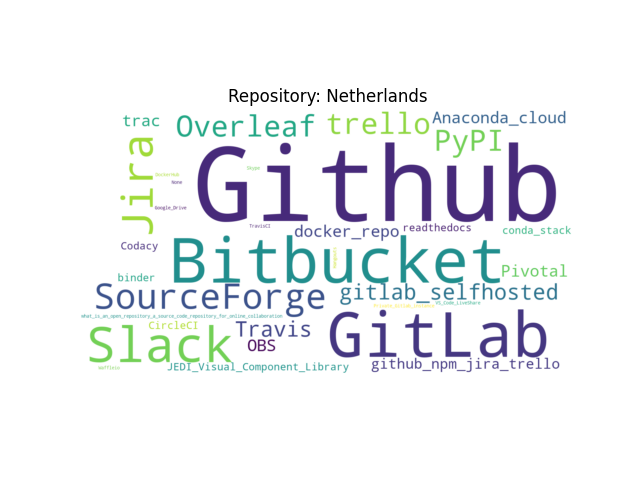 Repository: Netherlands
trac
Overleaf
trello
Anaconda_cloud
PyPI
Jira
Github
Skype
DockerHub
None
Google_Drive
TravisCI
docker_repo
readthedocs
conda_stack
Codacy
Bitbucket
Pivotal
binder
SourceForge
gitlab_selfhosted
VS_Code_LiveShare
what_is_an_open_repository_a_source_code_repository_for_online_collaboration
CircleCI
Travis
GitLab
Slack
OBS
JEDI_Visual_Component_Library
github_npm_jira_trello